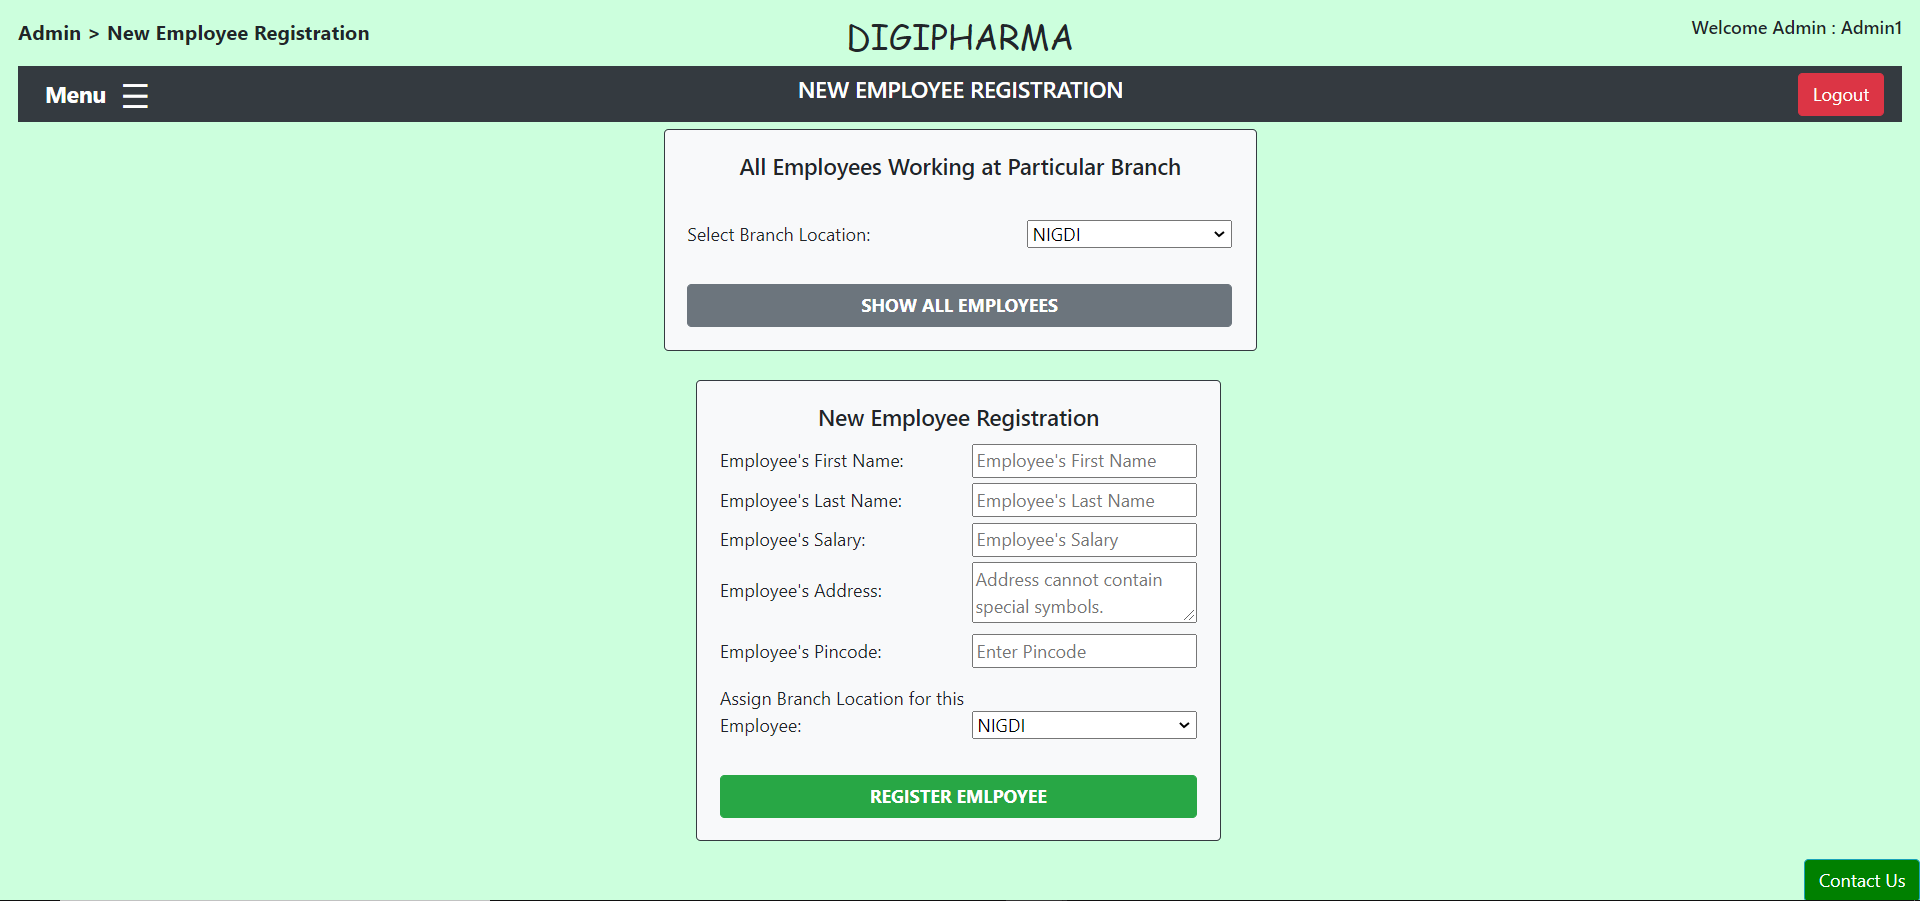 Admin > New Employee Registration
DIGIPHARMA
Welcome Admin : Admin1
Menu
NEW EMPLOYEE REGISTRATION
Logout
All Employees Working at Particular Branch
Select Branch Location:
NIGDI
SHOW ALL EMPLOYEES
New Employee Registration
Employee's First Name:
Employee's First Name
Employee's Last Name:
Employee's Last Name
Employee's Salary:
Employee's Salary
Employee's Address:
Address cannot contain
special symbols.
Employee's Pincode:
Enter Pincode
Assign Branch Location for this
Employee:
NIGDI
REGISTER EMLPOYEE
Contact Us